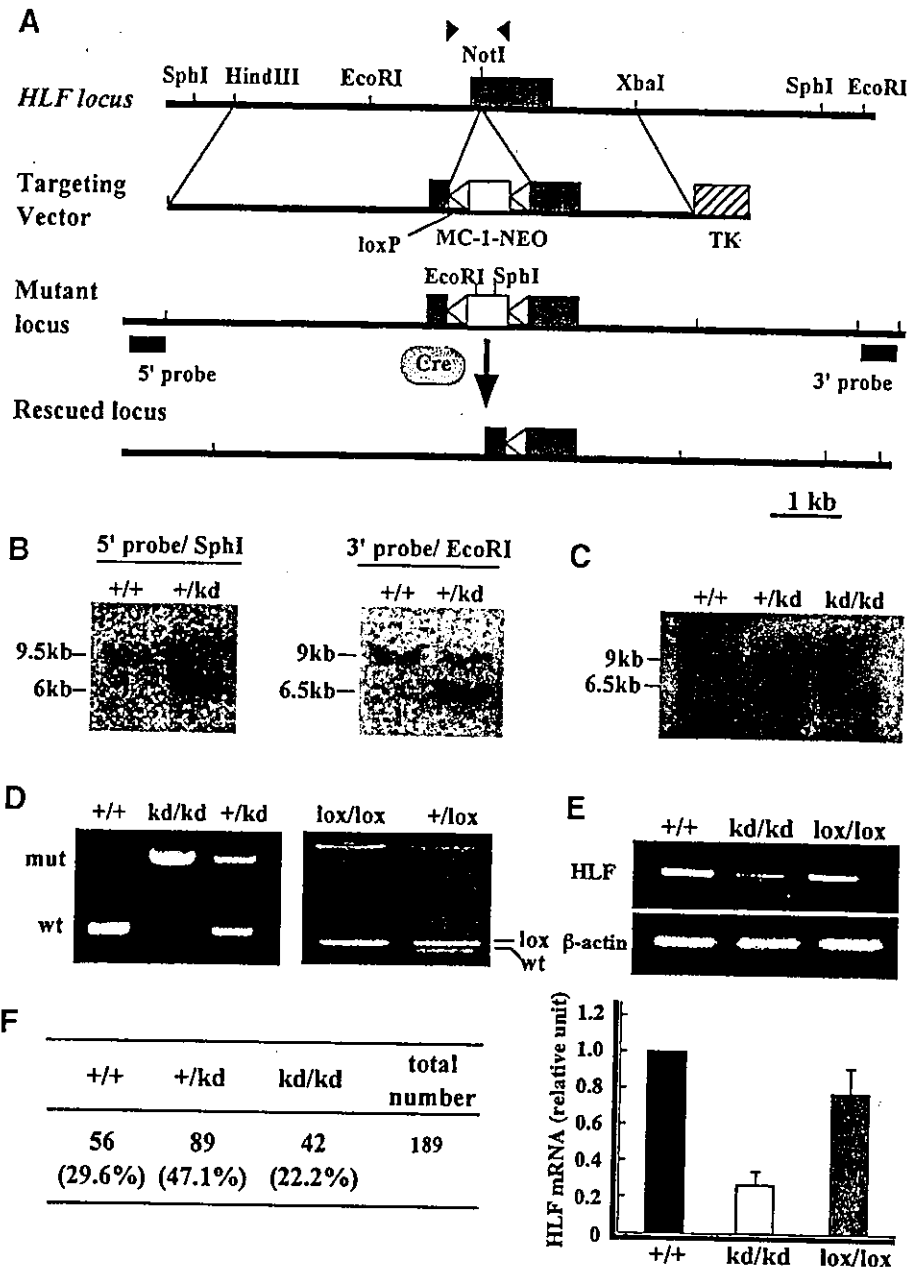 A
NotI
SphI HindIII EcoRI XbaI SphI EcoRI
HLF locus
Targeting Vector
loxP MC-1-NEO TK
EcoRI SphI
Mutant locus
5' probe Cre 3' probe
Rescued locus
1 kb
B
5' probe/ SphI
+/+ +/kd
9.5kb
6kb
3' probe/ EcoRI
+/+ +/kd
9kb
6.5kb
C
+/+ +/kd kd/kd
9kb
6.5kb
D
+/+ kd/kd +/kd
lox/lox +/lox
mut
wt
lox
wt
E
+/+ kd/kd lox/lox
HLF
β-actin
HLF mRNA (relative unit)
1.2
1.0
0.8
0.6
0.4
0.2
0
+/+ kd/kd lox/lox
F
+/+ +/kd kd/kd total number
56 89 42 189
(29.6%) (47.1%) (22.2%)